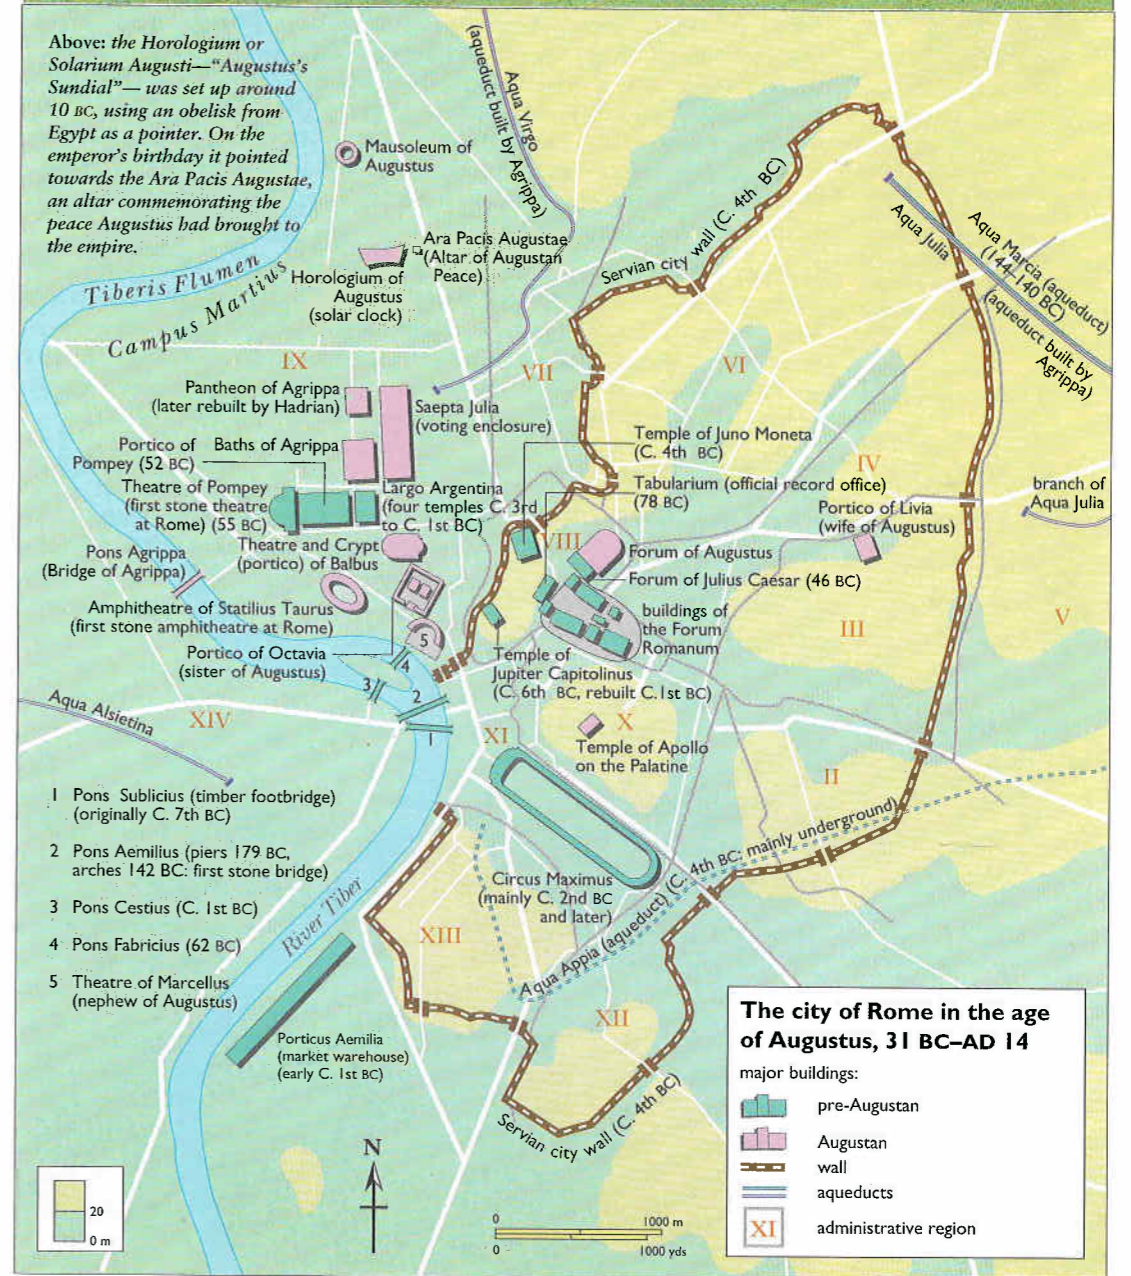 Above: the Horologium or
Solarium Augusti—“Augustus’s
Sundial”— was set up around
10 BC, using an obelisk from
Egypt as a pointer. On the
emperor’s birthday it pointed
towards the Ara Pacis Augustae,
an altar commemorating the
peace Augustus had brought to
the empire.
Aqua Virgo
(aqueduct built by Agrippa)
Mausoleum of
Augustus
Ara Pacis Augustae
(Altar of Augustan
Peace)
Horologium of
Augustus
(solar clock)
Tiberis Flumen
Campus Martius
Servian city wall (C. 4th BC)
Aqua Julia
(aqueduct built by
Agrippa)
Aqua Marcia (aqueduct)
(144–140 BC)
IX
VII
VI
Pantheon of Agrippa
(later rebuilt by Hadrian)
Saepta Julia
(voting enclosure)
Portico of
Pompey (52 BC)
Baths of Agrippa
Temple of Juno Moneta
(C. 4th BC)
IV
Theatre of Pompey
(first stone theatre
at Rome) (55 BC)
Largo Argentina
(four temples C. 3rd
to C. 1st BC)
Tabularium (official record office)
(78 BC)
Portico of Livia
(wife of Augustus)
branch of
Aqua Julia
Pons Agrippa
(Bridge of Agrippa)
Theatre and Crypt
(portico) of Balbus
VIII
Forum of Augustus
Forum of Julius Caesar (46 BC)
Amphitheatre of Statilius Taurus
(first stone amphitheatre at Rome)
buildings of
the Forum
Romanum
III
V
Portico of Octavia
(sister of Augustus)
5
4
3
2
1
Temple of
Jupiter Capitolinus
(C. 6th BC, rebuilt C.1st BC)
Aqua Alsietina
XIV
XI
X
Temple of Apollo
on the Palatine
II
1 Pons Sublicius (timber footbridge)
(originally C. 7th BC)
2 Pons Aemilius (piers 179 BC,
arches 142 BC: first stone bridge)
3 Pons Cestius (C. 1st BC)
4 Pons Fabricius (62 BC)
5 Theatre of Marcellus
(nephew of Augustus)
River Tiber
Circus Maximus
(mainly C. 2nd BC
and later)
Aqua Appia (aqueduct) (C. 4th BC: mainly underground)
XIII
XII
Porticus Aemilia
(market warehouse)
(early C. 1st BC)
Servian city wall (C. 4th BC)
N
20
0 m
0 1000 m
0 1000 yds
The city of Rome in the age
of Augustus, 31 BC–AD 14
major buildings:
pre-Augustan
Augustan
wall
aqueducts
XI administrative region